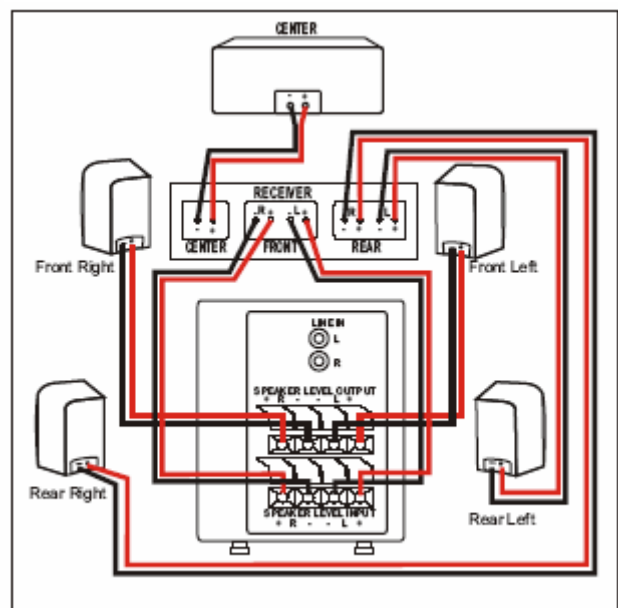 CENTER
- +
RECEIVER
R L R L
- + - + - + - + - +
CENTER FRONT REAR
Front Right
Front Left
LINE IN
L
R
SPEAKER LEVEL OUTPUT
+ R - - L +
Rear Right
Rear Left
SPEAKER LEVEL INPUT
+ R - - L +